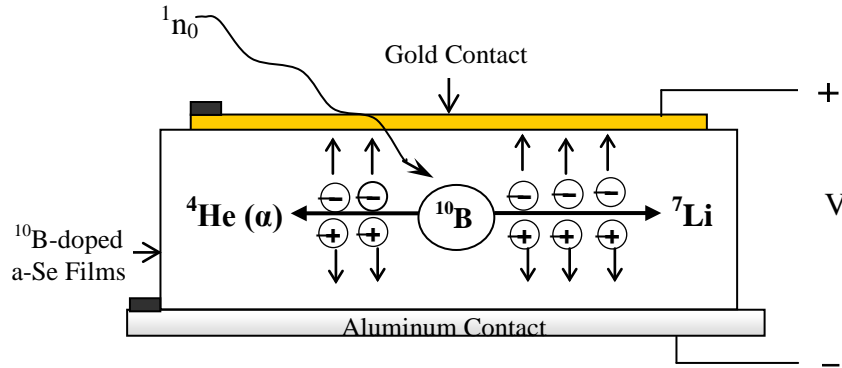 ¹n₀
Gold Contact
+
⁴He (α)
− −
¹⁰B
− − −
⁷Li
V
+ +
+ + +
¹⁰B-doped
a-Se Films
Aluminum Contact
−